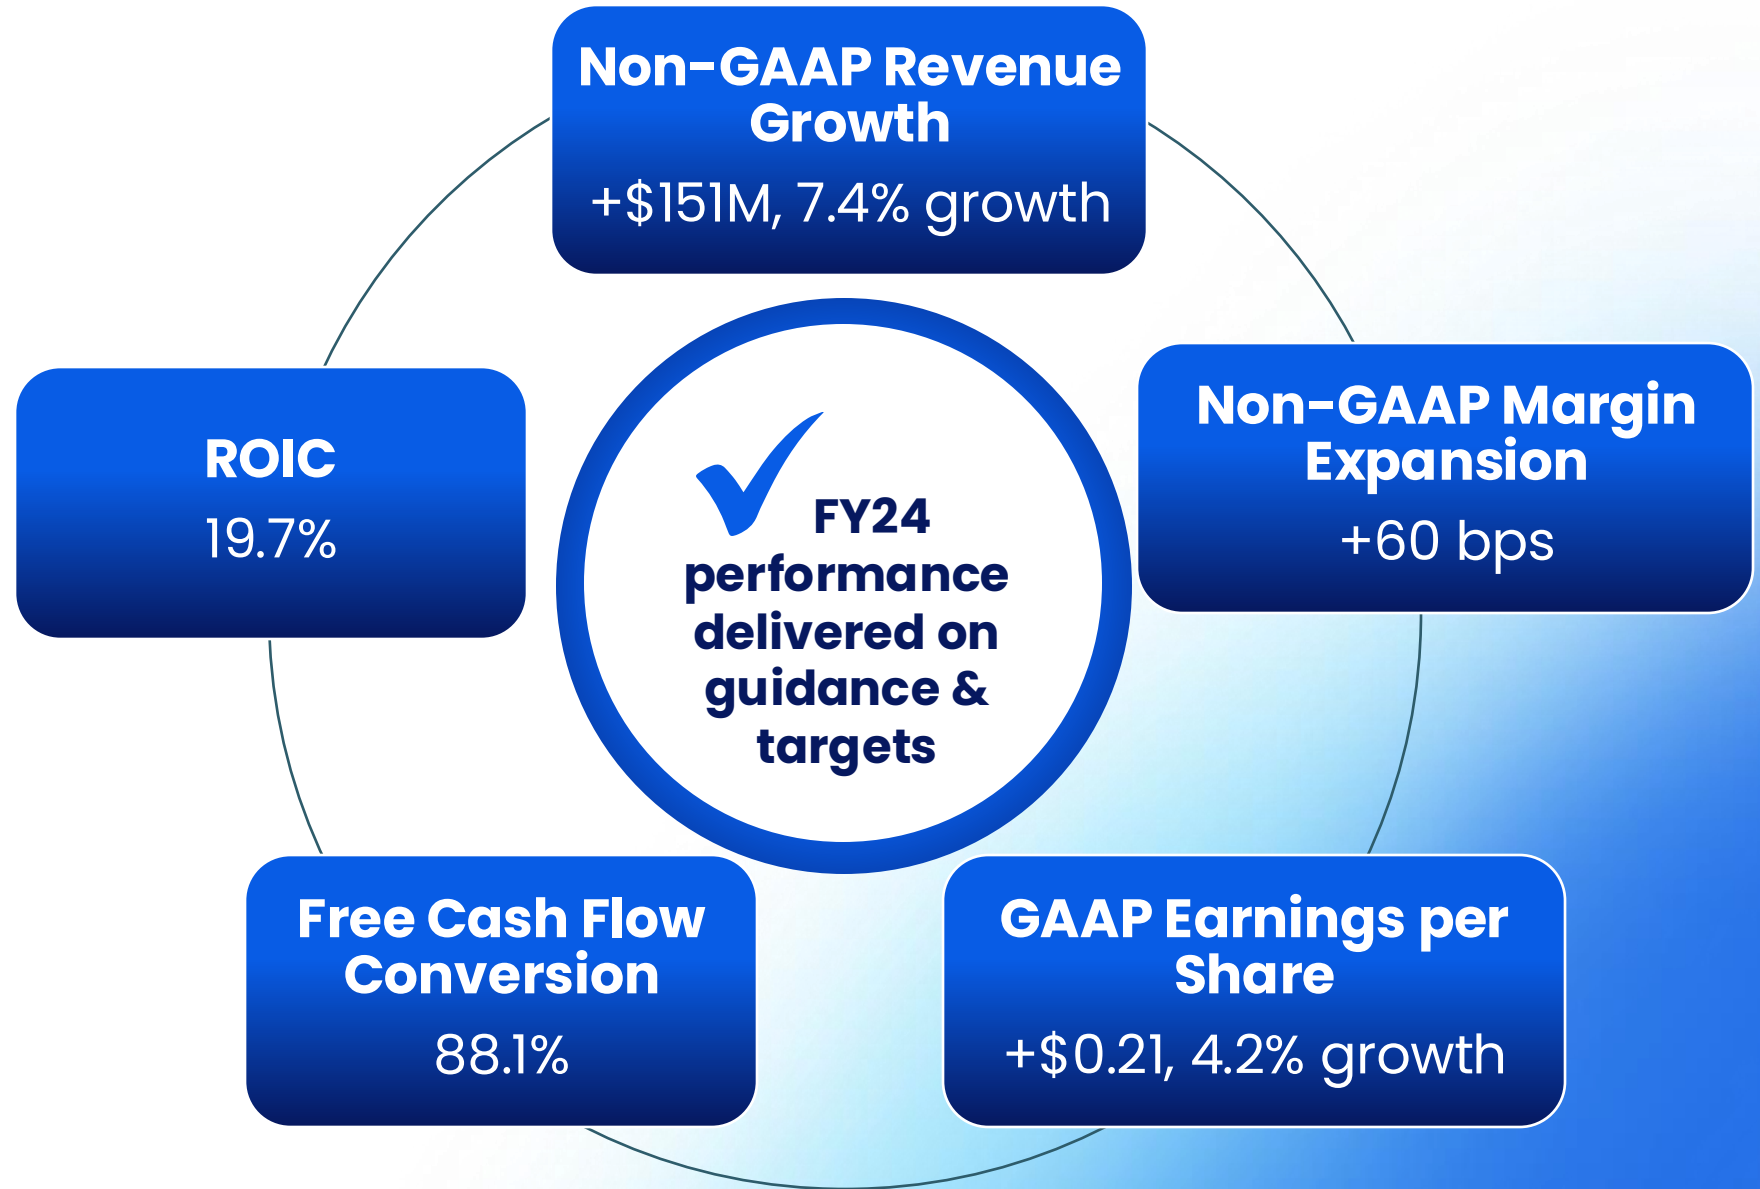 Non-GAAP Revenue
Growth
+$151M, 7.4% growth
Non-GAAP Margin
Expansion
+60 bps
GAAP Earnings per
Share
+$0.21, 4.2% growth
Free Cash Flow
Conversion
88.1%
ROIC
19.7%
FY24
performance
delivered on
guidance &
targets